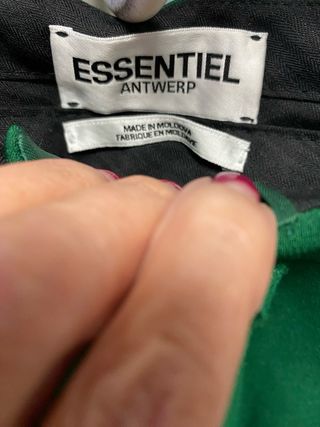 ESSENTIEL
ANTWERP
MADE IN MOLDOVA
FABRIQUE EN MOLDAVIE